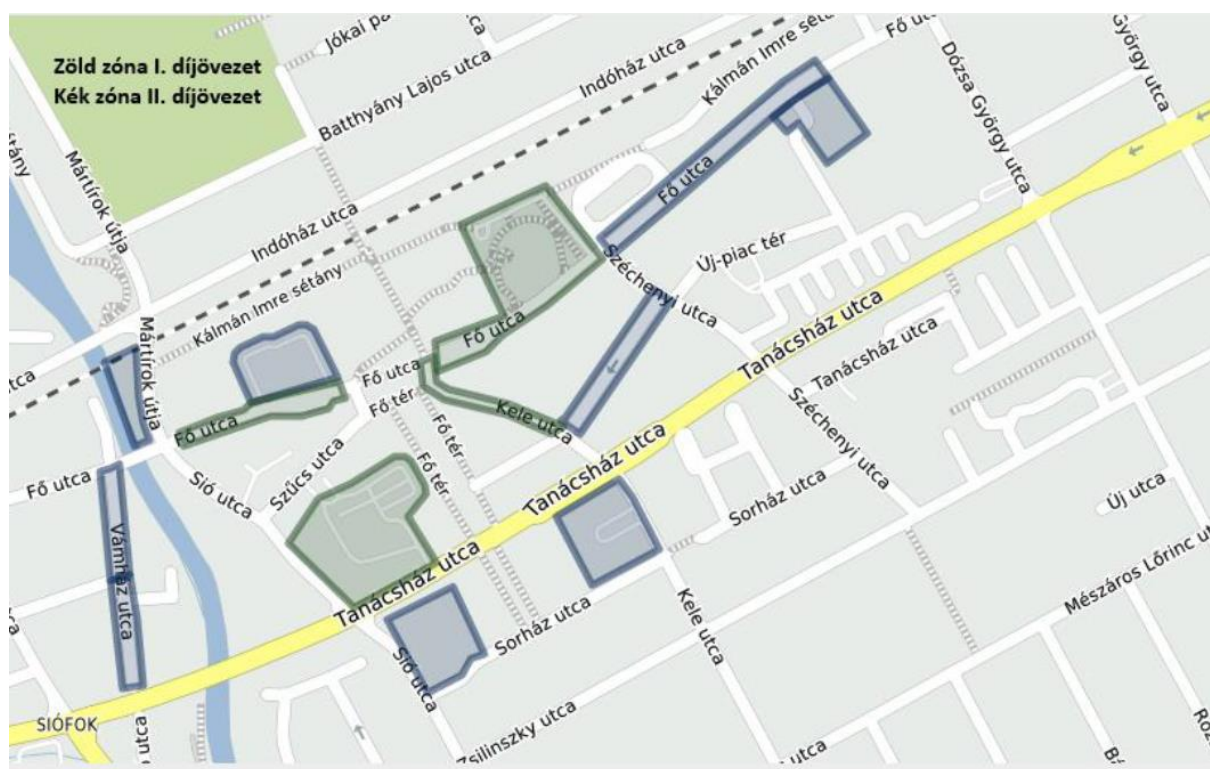 Zöld zóna I. díjövezet
Kék zóna II. díjövezet
Jókai
utca
Batthyány Lajos utca
Indóház utca
Kálmán Imre sétány
Fő utca
Dózsa György utca
György utca
Mártírok útja
Indóház utca
Kálmán Imre sétány
Fő utca
Széchenyi utca
Új-piac tér
Mártírok útja
Fő utca
Fő utca
Fő utca
Fő tér
Fő tér
Fő tér
Kele utca
Tanácsház utca
Tanácsház utca
Széchenyi utca
Fő utca
Sió utca
Szűcs utca
Tanácsház utca
Sorház utca
Új utca
Vámház utca
Tanácsház utca
Sorház utca
Kele utca
Mészáros Lőrinc
Sió utca
SIÓFOK
utca
Zsilinszky utca
utca